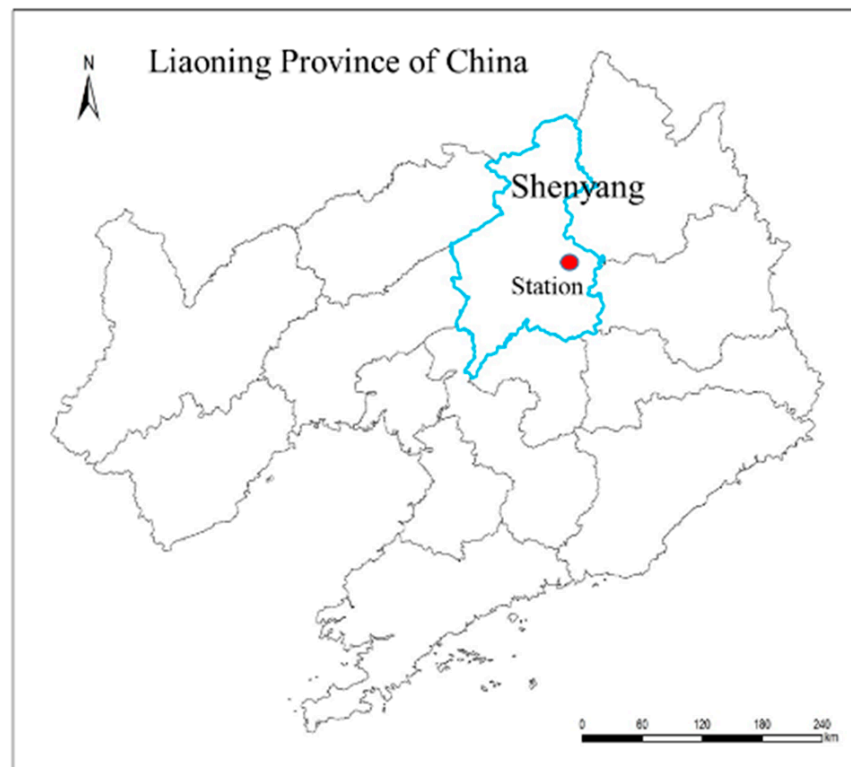 Liaoning Province of China
N
Shenyang
Station
0 60 120 180 240
km